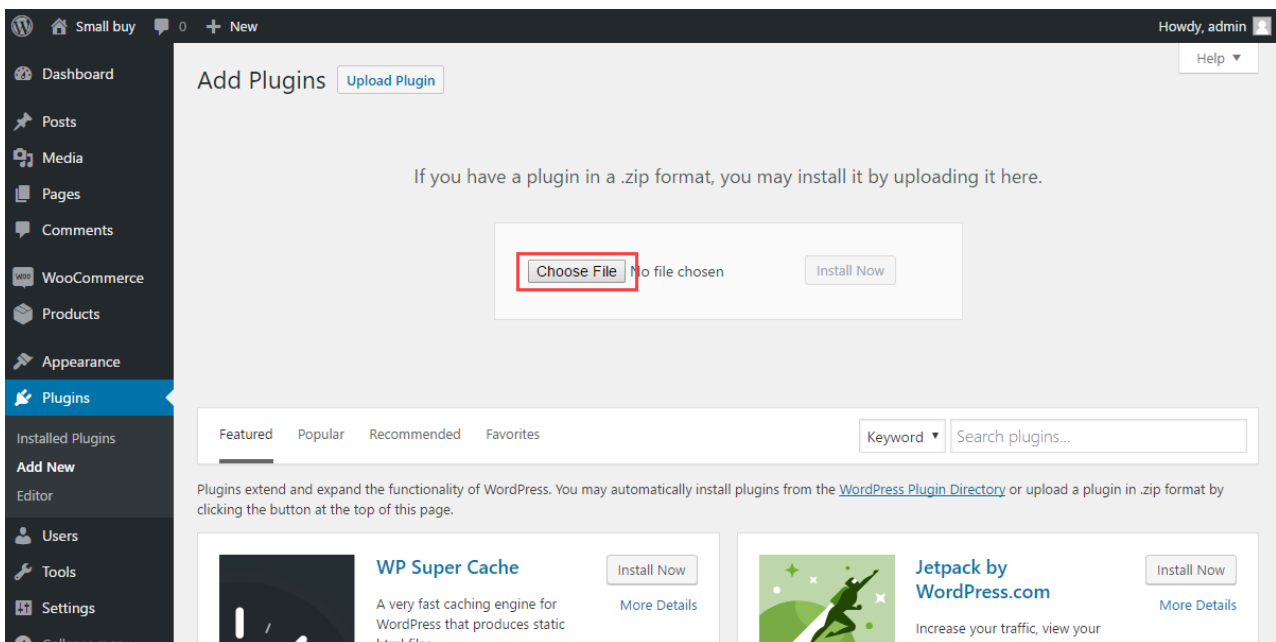 Small buy 0 New Howdy, admin
Help
Dashboard
Posts
Media
Pages
Comments
WOO WooCommerce
Products
Appearance
Plugins
Installed Plugins
Add New
Editor
Users
Tools
Settings
Collapse menu
Add Plugins Upload Plugin
If you have a plugin in a .zip format, you may install it by uploading it here.
Choose File No file chosen Install Now
Featured Popular Recommended Favorites Keyword Search plugins...
Plugins extend and expand the functionality of WordPress. You may automatically install plugins from the WordPress Plugin Directory or upload a plugin in .zip format by
clicking the button at the top of this page.
WP Super Cache
Install Now
More Details
A very fast caching engine for
WordPress that produces static
html files.
Jetpack by
WordPress.com
Install Now
More Details
Increase your traffic, view your